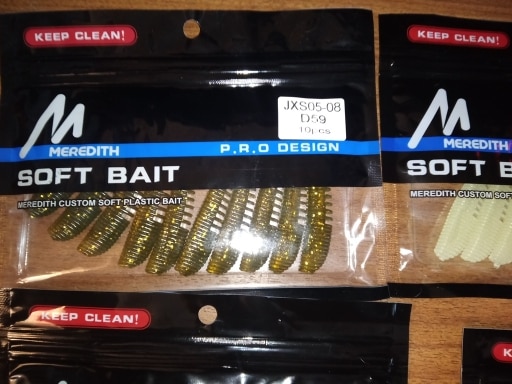 KEEP CLEAN!
JXS05-08
D59
10pcs
MEREDITH
P.R.O DESIGN
SOFT BAIT
MEREDITH CUSTOM SOFT PLASTIC BAIT
KEEP CLEAN!
MEREDITH
SOFT B
MEREDITH CUSTOM SOF
KEEP CLEAN!
K